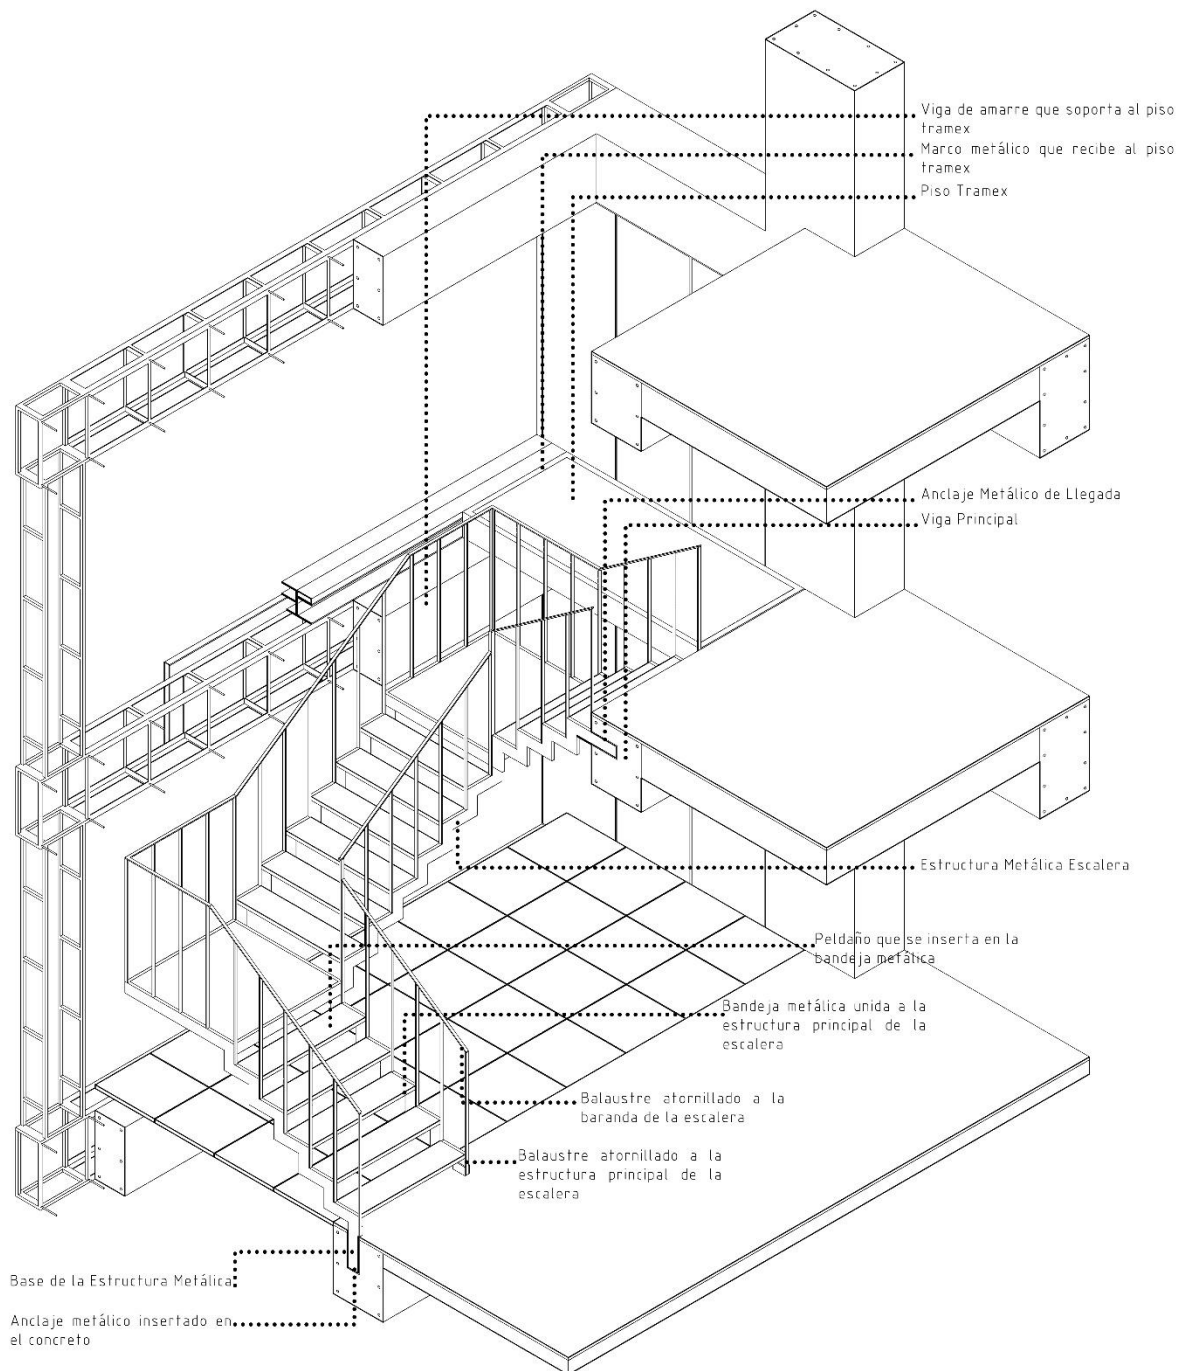 Viga de amarre que soporta al piso
tramex
Marco metálico que recibe al piso
tramex
Piso Tramex
Anclaje Metálico de Llegada
Viga Principal
Estructura Metálica Escalera
Peldaño que se inserta en la
bandeja metálica
Bandeja metálica unida a la
estructura principal de la
escalera
Balaustre atornillado a la
baranda de la escalera
Balaustre atornillado a la
estructura principal de la
escalera
Base de la Estructura Metálica
Anclaje metálico insertado en
el concreto